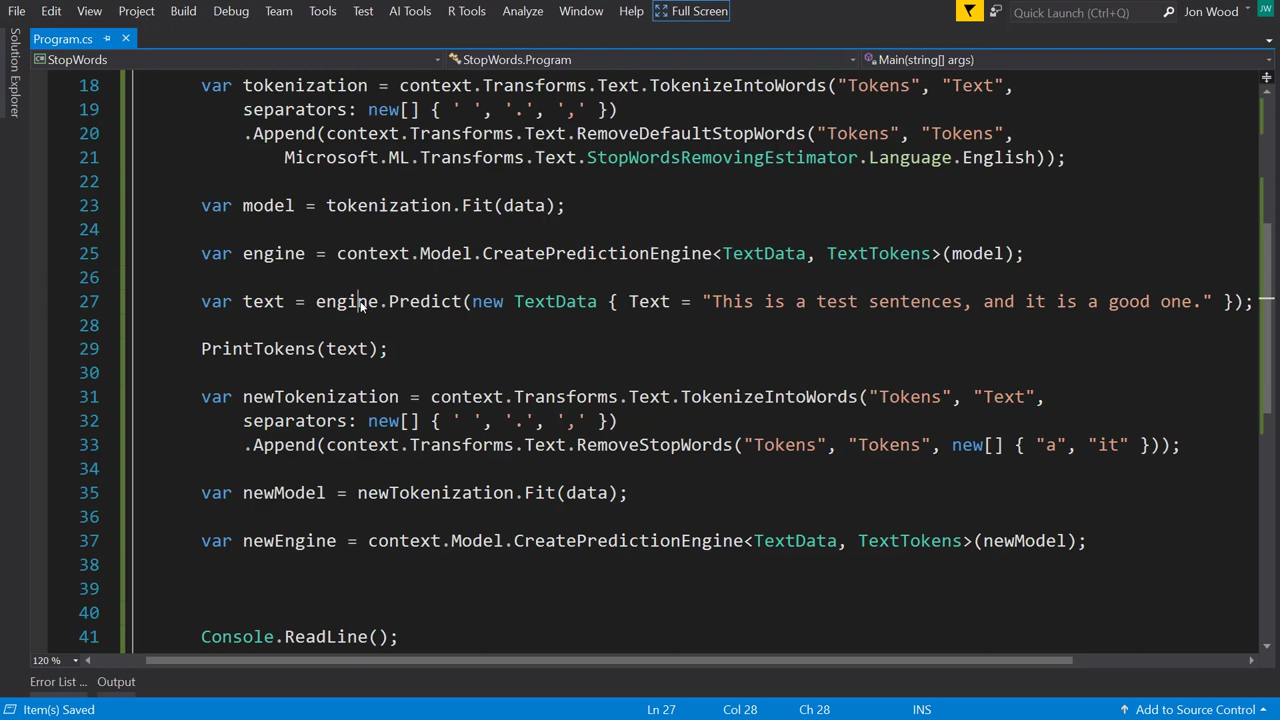 File Edit View Project Build Debug Team Tools Test AI Tools R Tools Analyze Window Help Full Screen Quick Launch (Ctrl+Q) Jon Wood JW
Program.cs
StopWords StopWords.Program Main(string[] args)
Solution Explorer
18 var tokenization = context.Transforms.Text.TokenizeIntoWords("Tokens", "Text",
19 separators: new[] { ' ', '.', ',' })
20 .Append(context.Transforms.Text.RemoveDefaultStopWords("Tokens", "Tokens",
21 Microsoft.ML.Transforms.Text.StopWordsRemovingEstimator.Language.English));
22
23 var model = tokenization.Fit(data);
24
25 var engine = context.Model.CreatePredictionEngine<TextData, TextTokens>(model);
26
27 var text = engine.Predict(new TextData { Text = "This is a test sentences, and it is a good one." });
28
29 PrintTokens(text);
30
31 var newTokenization = context.Transforms.Text.TokenizeIntoWords("Tokens", "Text",
32 separators: new[] { ' ', '.', ',' })
33 .Append(context.Transforms.Text.RemoveStopWords("Tokens", "Tokens", new[] { "a", "it" }));
34
35 var newModel = newTokenization.Fit(data);
36
37 var newEngine = context.Model.CreatePredictionEngine<TextData, TextTokens>(newModel);
38
39
40
41 Console.ReadLine();
120 %
Error List ... Output
Item(s) Saved Ln 27 Col 28 Ch 28 INS Add to Source Control